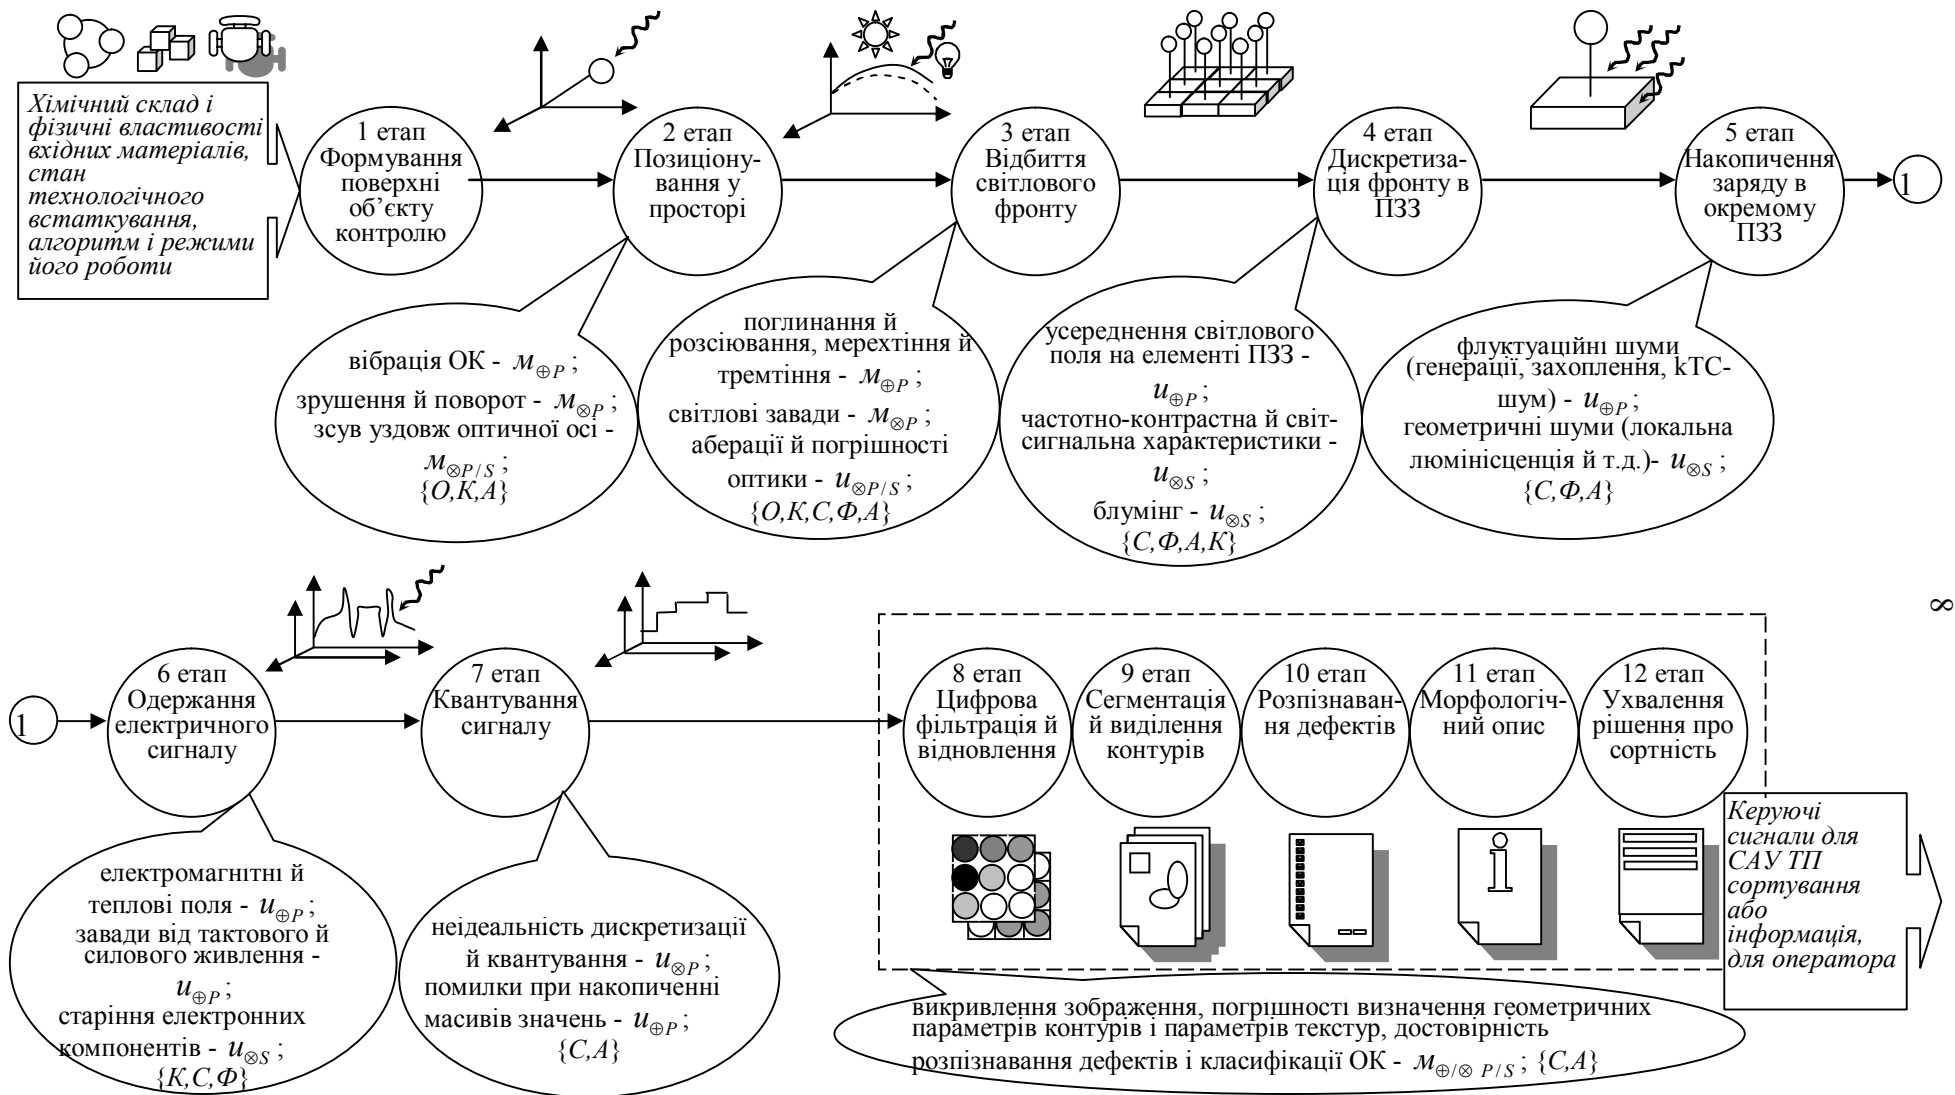 Хімічний склад і
фізичні властивості
вхідних матеріалів,
стан
технологічного
встаткування,
алгоритм і режими
його роботи
1 етап
Формування
поверхні
об’єкту
контролю
2 етап
Позиціону-
вання у
просторі
3 етап
Відбиття
світлового
фронту
4 етап
Дискретиза-
ція фронту в
ПЗЗ
5 етап
Накопичення
заряду в
окремому
ПЗЗ
1
вібрація ОК - м⊕P ;
зрушення й поворот - м⊗P ;
зсув уздовж оптичної осі -
м⊗P/S ;
{О,К,А}
поглинання й
розсіювання, мерехтіння й
тремтіння - м⊕P ;
світлові завади - м⊗P ;
аберації й погрішності
оптики - и⊗P/S ;
{О,К,С,Ф,А}
усереднення світлового
поля на елементі ПЗЗ -
и⊕P ;
частотно-контрастна й світ-
сигнальна характеристики -
и⊗S ;
блумінг - и⊗S ;
{С,Ф,А,К}
флуктуаційні шуми
(генерації, захоплення, kTC-
шум) - и⊕P ;
геометричні шуми (локальна
люмінісценція й т.д.)- и⊗S ;
{С,Ф,А}
∞
1
6 етап
Одержання
електричного
сигналу
7 етап
Квантування
сигналу
8 етап
Цифрова
фільтрація й
відновлення
9 етап
Сегментація
й виділення
контурів
10 етап
Розпізнаван-
ня дефектів
11 етап
Морфологіч-
ний опис
12 етап
Ухвалення
рішення про
сортність
Керуючі
сигнали для
САУ ТП
сортування
або
інформація,
для оператора
електромагнітні й
теплові поля - и⊕P ;
завади від тактового й
силового живлення -
и⊕P ;
старіння електронних
компонентів - и⊗S ;
{К,С,Ф}
неідеальність дискретизації
й квантування - и⊗P ;
помилки при накопиченні
масивів значень - и⊕P ;
{С,А}
викривлення зображення, погрішності визначення геометричних
параметрів контурів і параметрів текстур, достовірність
розпізнавання дефектів і класифікації ОК - м⊕/⊗ P/S ; {С,А}